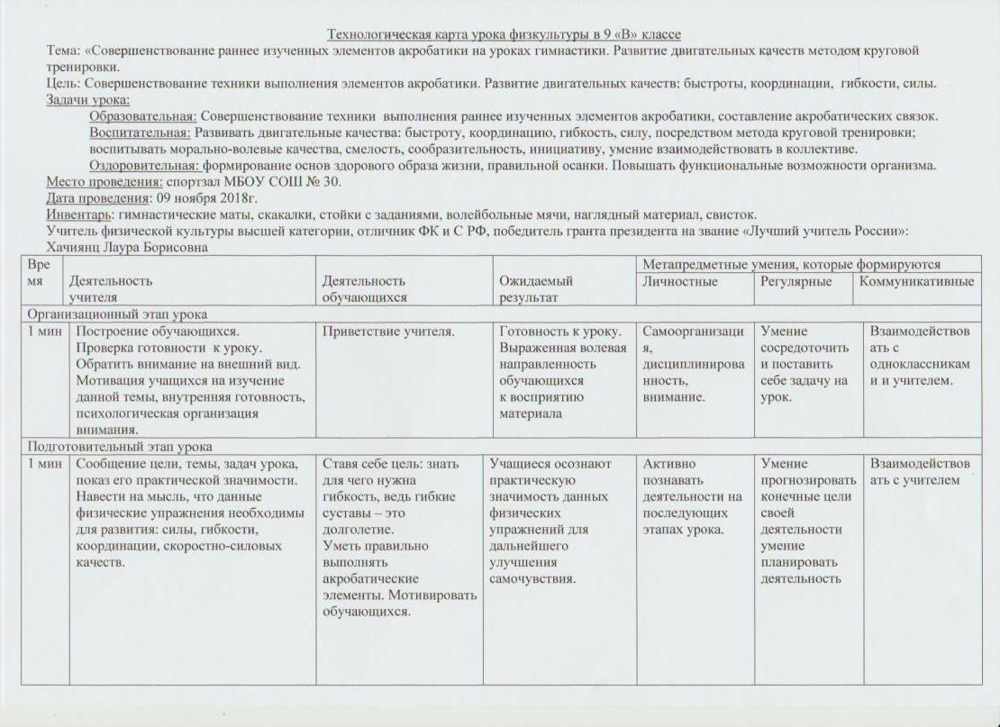 Технологическая карта урока физкультуры в 9 «В» классе
Тема: «Совершенствование раннее изученных элементов акробатики на уроках гимнастики. Развитие двигательных качеств методом круговой
тренировки.
Цель: Совершенствование техники выполнения элементов акробатики. Развитие двигательных качеств: быстроты, координации, гибкости, силы.
Задачи урока:
Образовательная: Совершенствование техники выполнения раннее изученных элементов акробатики, составление акробатических связок.
Воспитательная: Развивать двигательные качества: быстроту, координацию, гибкость, силу, посредством метода круговой тренировки;
воспитывать морально-волевые качества, смелость, сообразительность, инициативу, умение взаимодействовать в коллективе.
Оздоровительная: формирование основ здорового образа жизни, правильной осанки. Повышать функциональные возможности организма.
Место проведения: спортзал МБОУ СОШ № 30.
Дата проведения: 09 ноября 2018г.
Инвентарь: гимнастические маты, скакалки, стойки с заданиями, волейбольные мячи, наглядный материал, свисток.
Учитель физической культуры высшей категории, отличник ФК и С РФ, победитель гранта президента на звание «Лучший учитель России»:
Хачиянц Лаура Борисовна
Вре
мя
Деятельность
учителя
Деятельность
обучающихся
Ожидаемый
результат
Метапредметные умения, которые формируются
Личностные
Регулярные
Коммуникативные
Организационный этап урока
1 мин
Построение обучающихся.
Проверка готовности к уроку.
Обратить внимание на внешний вид.
Мотивация учащихся на изучение
данной темы, внутренняя готовность,
психологическая организация
внимания.
Приветствие учителя.
Готовность к уроку.
Выраженная волевая
направленность
обучающихся
к восприятию
материала
Самоорганизаци
я,
дисциплинирова
нность,
внимание.
Умение
сосредоточить
и поставить
себе задачу на
урок.
Взаимодействов
ать с
одноклассникам
и и учителем.
Подготовительный этап урока
1 мин
Сообщение цели, темы, задач урока,
показ его практической значимости.
Навести на мысль, что данные
физические упражнения необходимы
для развития: силы, гибкости,
координации, скоростно-силовых
качеств.
Ставя себе цель: знать
для чего нужна
гибкость, ведь гибкие
суставы – это
долголетие.
Уметь правильно
выполнять
акробатические
элементы. Мотивировать
обучающихся.
Учащиеся осознают
практическую
значимость данных
физических
упражнений для
дальнейшего
улучшения
самочувствия.
Активно
познавать
деятельности на
последующих
этапах урока.
Умение
прогнозировать
конечные цели
своей
деятельности
умение
планировать
деятельность
Взаимодействов
ать с учителем